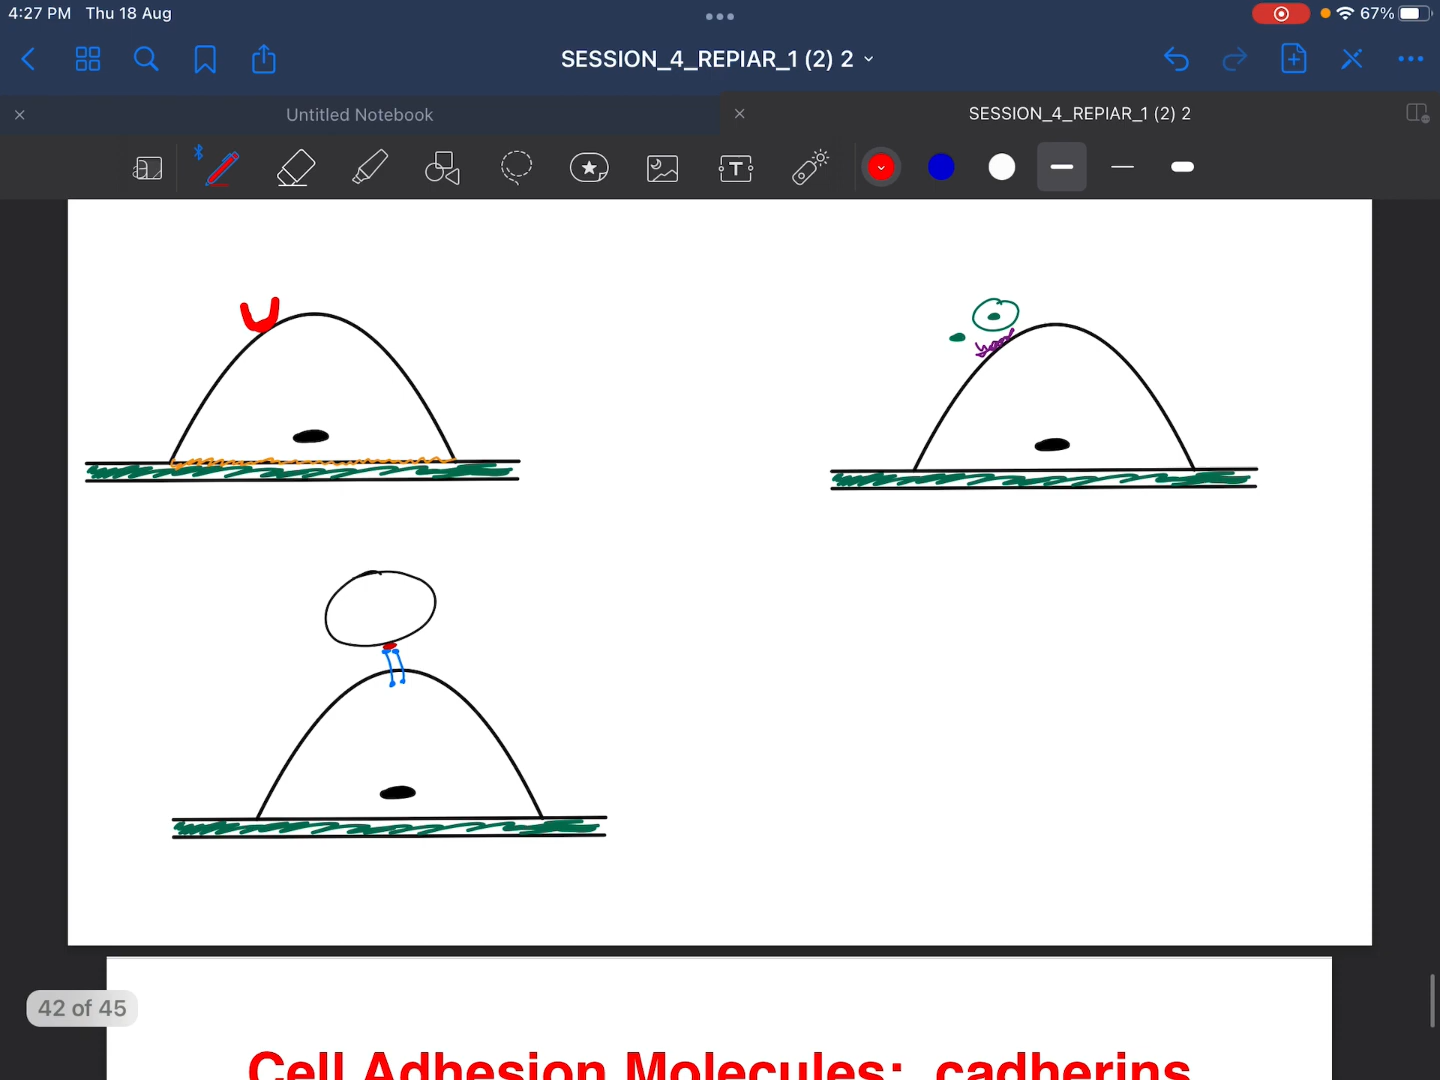 4:27 PM Thu 18 Aug
67%
SESSION_4_REPIAR_1 (2) 2
Untitled Notebook
SESSION_4_REPIAR_1 (2) 2
a
T
42 of 45
Cell Adhesion Molecules: cadherins